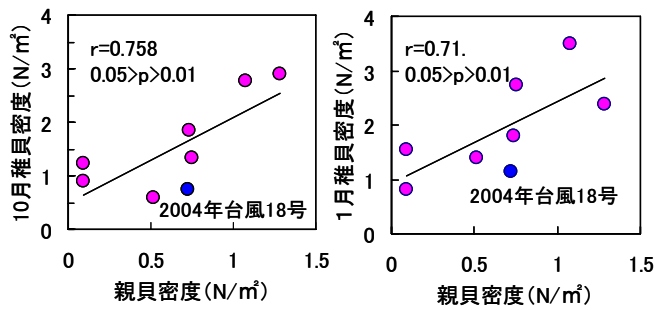 10月稚貝密度(N/㎡)
4
3
2
1
0
r=0.758
0.05>p>0.01
2004年台風18号
0 0.5 1 1.5
親貝密度(N/㎡)
1月稚貝密度(N/㎡)
4
3
2
1
0
r=0.71.
0.05>p>0.01
2004年台風18号
0 0.5 1 1.5
親貝密度(N/㎡)